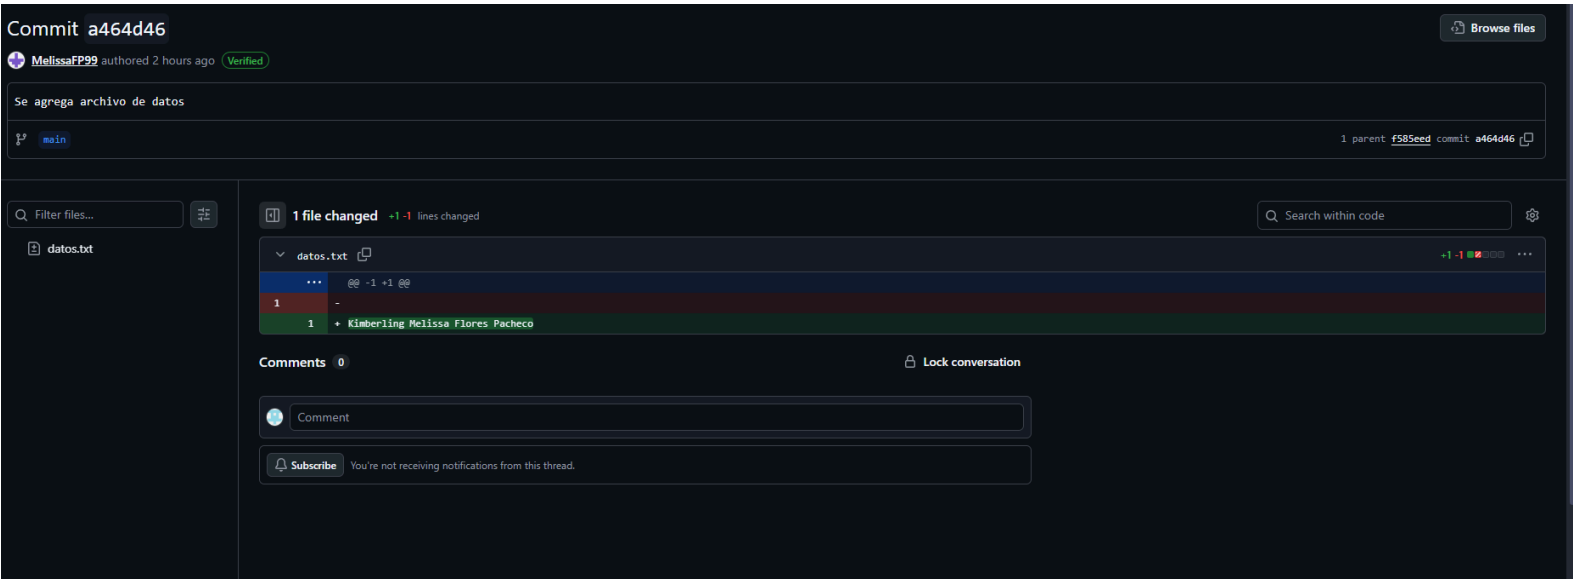 Commit a464d46
Browse files
MelissaFP99 authored 2 hours ago Verified
Se agrega archivo de datos
main
1 parent f585eed commit a464d46
Filter files...
datos.txt
1 file changed +1 -1 lines changed
Search within code
datos.txt
+1 -1
@@ -1 +1 @@
1 -
1 + Kimberling Melissa Flores Pacheco
Comments 0
Lock conversation
Comment
Subscribe You're not receiving notifications from this thread.